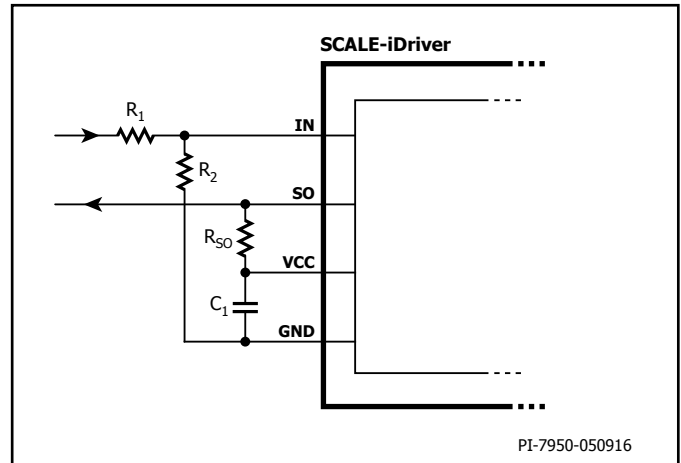 SCALE-iDriver
R1
IN
R2
SO
RSO
VCC
C1
GND
PI-7950-050916